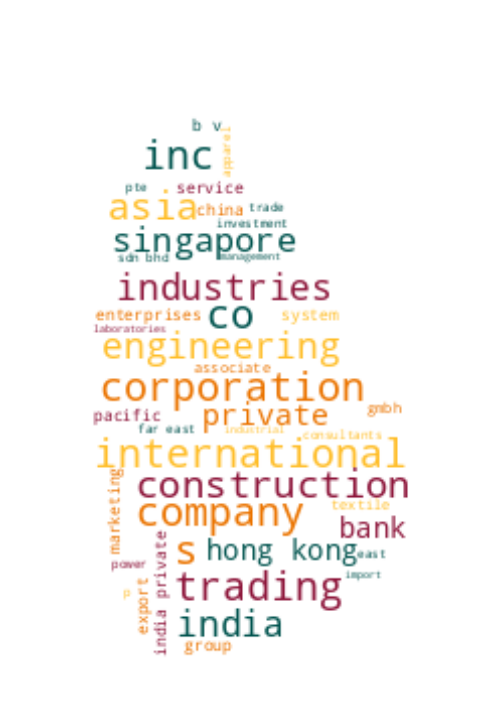 b v
apparel
inc
pte service
asia china trade
investment
singapore
sdn bhd management
industries
enterprises co system
laboratories
engineering
associate
corporation
pacific private gmbh
far east industrial consultants
international
marketing
construction
company textile
bank
s hong kong east
power india private
trading import
p export
india
group